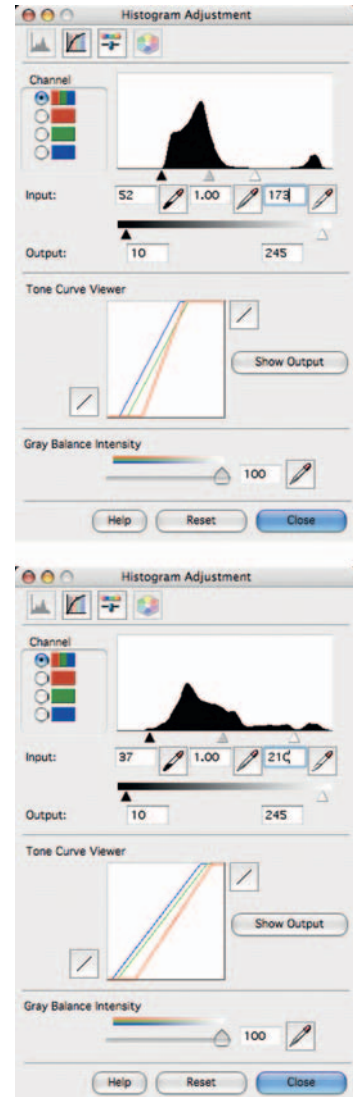 Histogram Adjustment
Channel
Input: 52 1.00 173
Output: 10 245
Tone Curve Viewer
Show Output
Gray Balance Intensity
100
Help Reset Close
Histogram Adjustment
Channel
Input: 37 1.00 210
Output: 10 245
Tone Curve Viewer
Show Output
Gray Balance Intensity
100
Help Reset Close